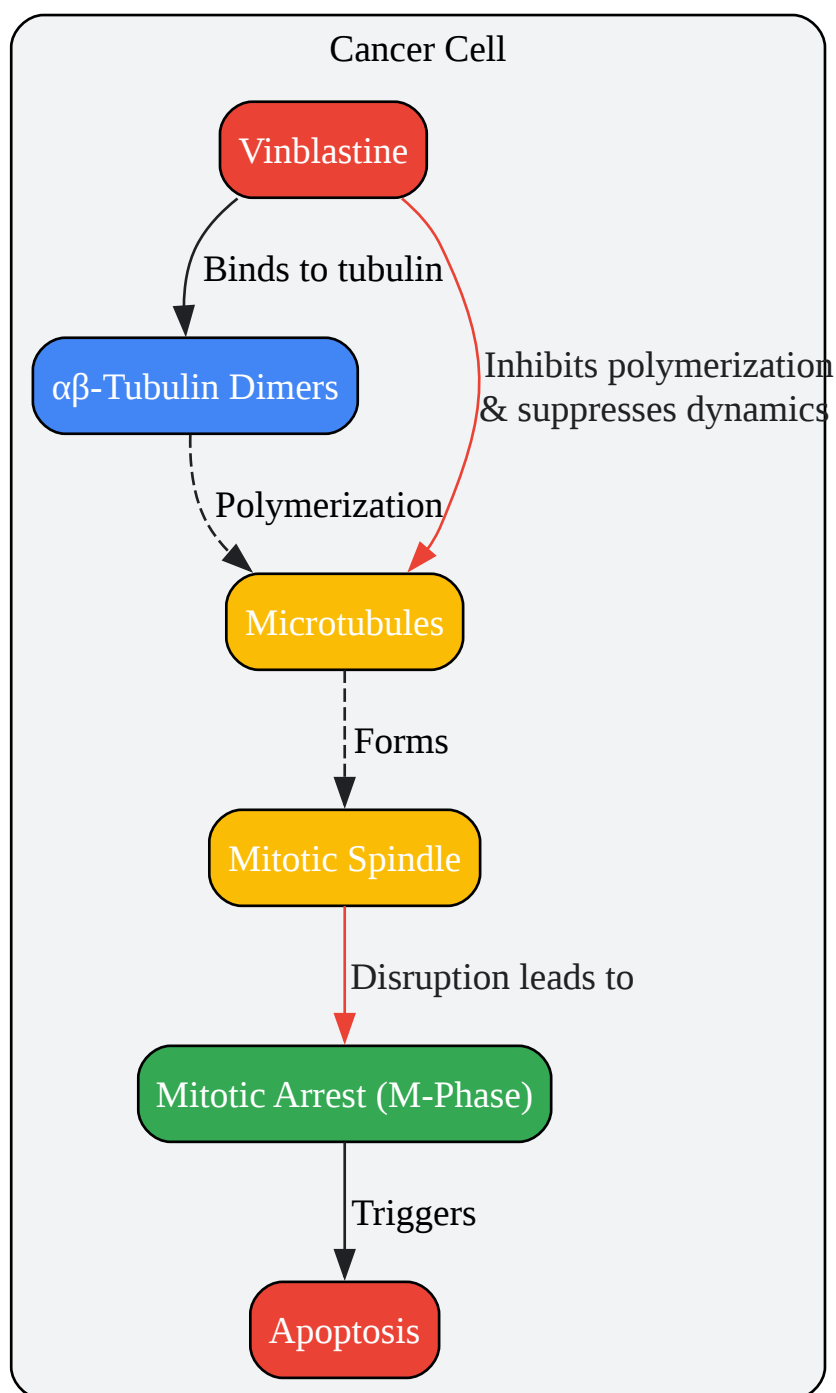 Cancer Cell
Vinblastine
Binds to tubulin
Inhibits polymerization
& suppresses dynamics
αβ-Tubulin Dimers
Polymerization
Microtubules
Forms
Mitotic Spindle
Disruption leads to
Mitotic Arrest (M-Phase)
Triggers
Apoptosis